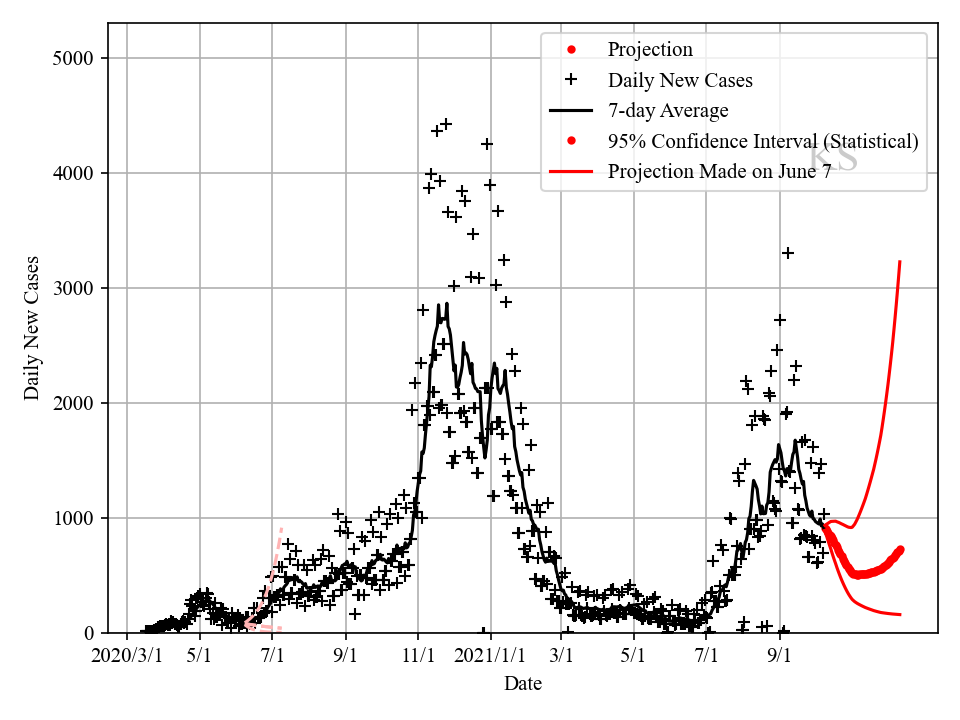 5000
4000
3000
2000
1000
0
Daily New Cases
Projection
Daily New Cases
7-day Average
95% Confidence Interval (Statistical)
Projection Made on June 7
KS
2020/3/1 5/1 7/1 9/1 11/1 2021/1/1 3/1 5/1 7/1 9/1
Date